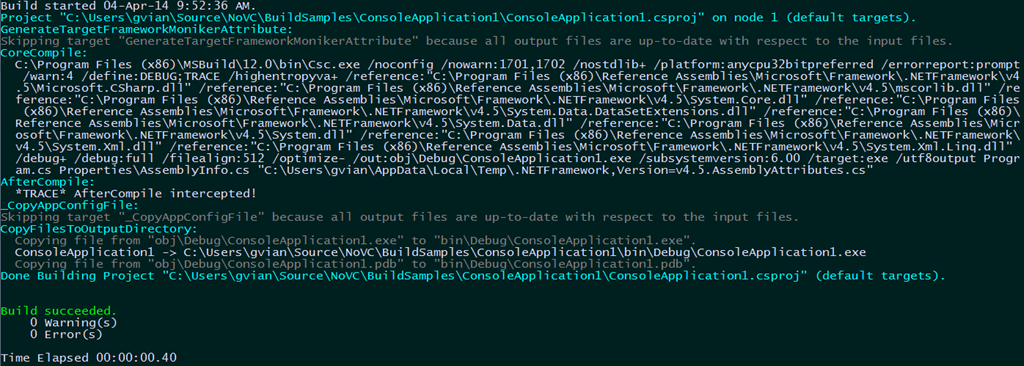 Build started 04-Apr-14 9:52:36 AM.
Project "C:\Users\gvian\Source\NoVC\BuildSamples\ConsoleApplication1\ConsoleApplication1.csproj" on node 1 (default targets).
GenerateTargetFrameworkMonikerAttribute:
Skipping target "GenerateTargetFrameworkMonikerAttribute" because all output files are up-to-date with respect to the input files.
CoreCompile:
  C:\Program Files (x86)\MSBuild\12.0\bin\Csc.exe /noconfig /nowarn:1701,1702 /nostdlib+ /platform:anycpu32bitpreferred /errorreport:prompt
 /warn:4 /define:DEBUG;TRACE /highentropyva+ /reference:"C:\Program Files (x86)\Reference Assemblies\Microsoft\Framework\.NETFramework\v4
.5\Microsoft.CSharp.dll" /reference:"C:\Program Files (x86)\Reference Assemblies\Microsoft\Framework\.NETFramework\v4.5\mscorlib.dll" /re
ference:"C:\Program Files (x86)\Reference Assemblies\Microsoft\Framework\.NETFramework\v4.5\System.Core.dll" /reference:"C:\Program Files
 (x86)\Reference Assemblies\Microsoft\Framework\.NETFramework\v4.5\System.Data.DataSetExtensions.dll" /reference:"C:\Program Files (x86)\
Reference Assemblies\Microsoft\Framework\.NETFramework\v4.5\System.Data.dll" /reference:"C:\Program Files (x86)\Reference Assemblies\Micr
osoft\Framework\.NETFramework\v4.5\System.dll" /reference:"C:\Program Files (x86)\Reference Assemblies\Microsoft\Framework\.NETFramework\
v4.5\System.Xml.dll" /reference:"C:\Program Files (x86)\Reference Assemblies\Microsoft\Framework\.NETFramework\v4.5\System.Xml.Linq.dll"
/debug+ /debug:full /filealign:512 /optimize- /out:obj\Debug\ConsoleApplication1.exe /subsystemversion:6.00 /target:exe /utf8output Progr
am.cs Properties\AssemblyInfo.cs "C:\Users\gvian\AppData\Local\Temp\.NETFramework,Version=v4.5.AssemblyAttributes.cs"
AfterCompile:
  *TRACE* AfterCompile intercepted!
_CopyAppConfigFile:
Skipping target "_CopyAppConfigFile" because all output files are up-to-date with respect to the input files.
CopyFilesToOutputDirectory:
  Copying file from "obj\Debug\ConsoleApplication1.exe" to "bin\Debug\ConsoleApplication1.exe".
  ConsoleApplication1 -> C:\Users\gvian\Source\NoVC\BuildSamples\ConsoleApplication1\bin\Debug\ConsoleApplication1.exe
  Copying file from "obj\Debug\ConsoleApplication1.pdb" to "bin\Debug\ConsoleApplication1.pdb".
Done Building Project "C:\Users\gvian\Source\NoVC\BuildSamples\ConsoleApplication1\ConsoleApplication1.csproj" (default targets).
Build succeeded.
    0 Warning(s)
    0 Error(s)
Time Elapsed 00:00:00.40